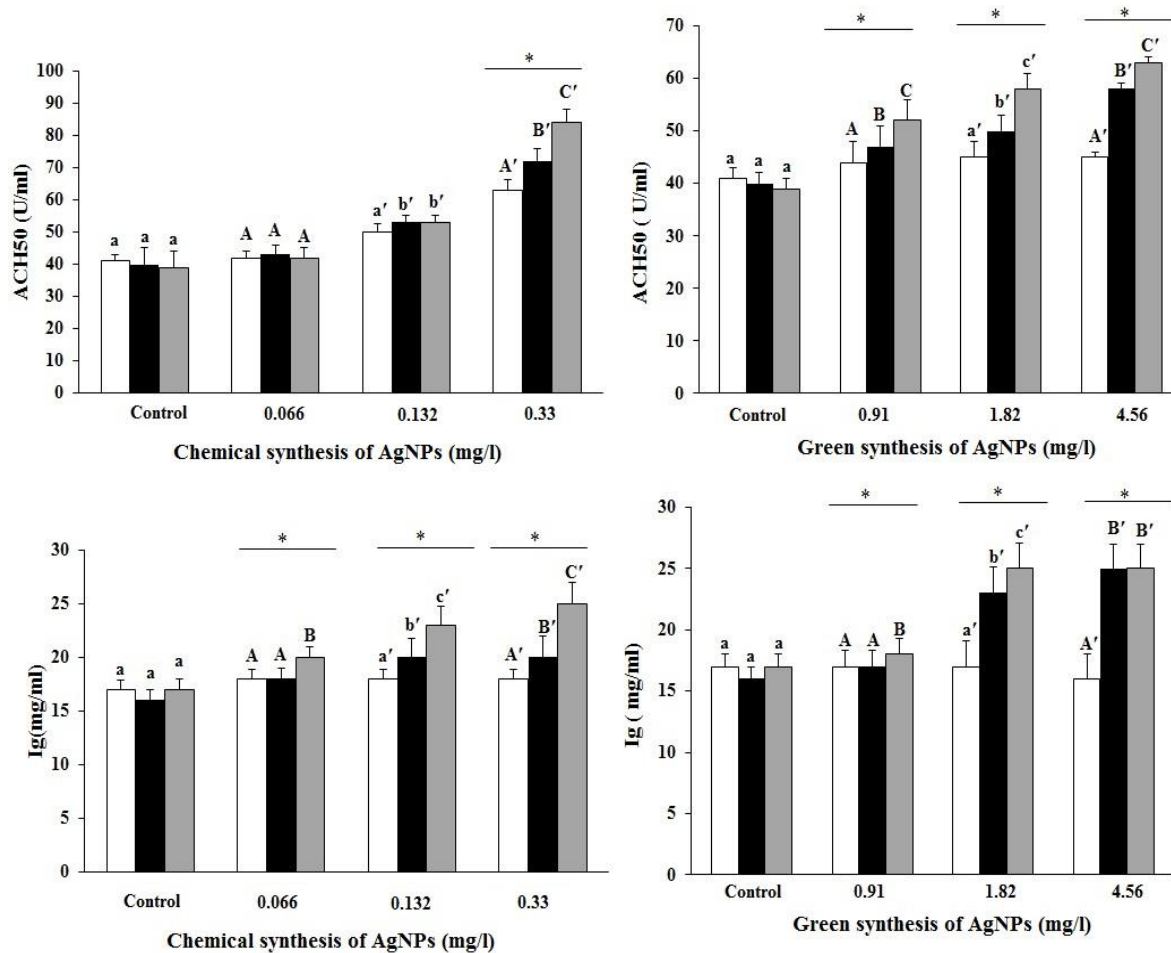 *
C′
B′
A′
a′ b′ b′
A A A
a a a
100
90
80
70
60
50
40
30
20
10
0
ACH50 (U/ml)
Control 0.066 0.132 0.33
Chemical synthesis of AgNPs (mg/l)
* * *
C′
B′
A′
c′
b′
a′
C
B
A
a a a
70
60
50
40
30
20
10
0
ACH50 ( U/ml)
Control 0.91 1.82 4.56
Green synthesis of AgNPs (mg/l)
* * *
C′
B′
A′
c′
b′
a′
B
A A
a a a
30
25
20
15
10
5
0
Ig(mg/ml)
Control 0.066 0.132 0.33
Chemical synthesis of AgNPs (mg/l)
* * *
B′ B′
A′
c′
b′
a′
B
A A
a a a
30
25
20
15
10
5
0
Ig ( mg/ml)
Control 0.91 1.82 4.56
Green synthesis of AgNPs (mg/l)